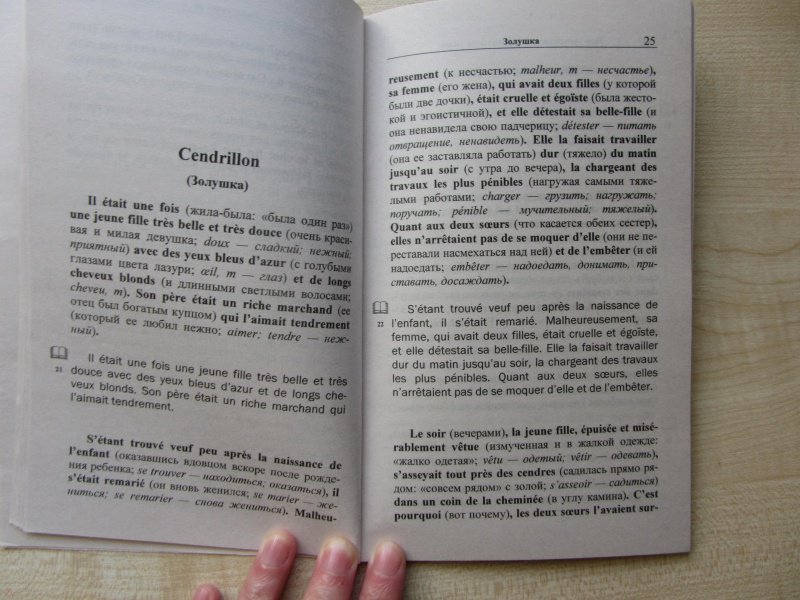 Cendrillon
(Золушка)
Il était une fois (жила-была: «была один раз»)
une jeune fille très belle et très douce (очень краси-
вая и милая девушка; doux — сладкий; нежный;
приятный) avec des yeux bleus d'azur (с голубыми
глазами цвета лазури; œil, m — глаз) et de longs
cheveux blonds (и длинными светлыми волосами;
cheveu, m). Son père était un riche marchand (ее
отец был богатым купцом) qui l'aimait tendrement
(который ее любил нежно; aimer; tendre — неж-
ный).
Il était une fois une jeune fille très belle et très
21 douce avec des yeux bleus d'azur et de longs che-
veux blonds. Son père était un riche marchand qui
l'aimait tendrement.
S'étant trouvé veuf peu après la naissance de
l'enfant (оказавшись вдовцом вскоре после рожде-
ния ребенка; se trouver — находиться; оказаться), il
s'était remarié (он вновь женился; se marier — же-
ниться; se remarier — снова жениться). Malheu-
Золушка 25
reusement (к несчастью; malheur, m — несчастье),
sa femme (его жена), qui avait deux filles (у которой
были две дочки), était cruelle et égoïste (была жесто-
кой и эгоистичной), et elle détestait sa belle-fille (и
она ненавидела свою падчерицу; détester — питать
отвращение, ненавидеть). Elle la faisait travailler
(она ее заставляла работать) dur (тяжело) du matin
jusqu'au soir (с утра до вечера), la chargeant des
travaux les plus pénibles (нагружая самыми тяже-
лыми работами; charger — грузить; нагружать;
поручать; pénible — мучительный; тяжелый).
Quant aux deux sœurs (что касается обеих сестер),
elles n'arrêtaient pas de se moquer d'elle (они не пе-
реставали насмехаться над ней) et de l'embêter (и ей
надоедать; embêter — надоедать, донимать, при-
ставать, досаждать).
S'étant trouvé veuf peu après la naissance de
22 l'enfant, il s'était remarié. Malheureusement, sa
femme, qui avait deux filles, était cruelle et égoïste,
et elle détestait sa belle-fille. Elle la faisait travailler
dur du matin jusqu'au soir, la chargeant des travaux
les plus pénibles. Quant aux deux sœurs, elles
n'arrêtaient pas de se moquer d'elle et de l'embêter.
Le soir (вечерами), la jeune fille, épuisée et misé-
rablement vêtue (измученная и в жалкой одежде:
«жалко одетая»; vêtu — одетый; vêtir — одевать),
s'asseyait tout près des cendres (садилась прямо ря-
дом: «совсем рядом» с золой; s'asseoir — садиться)
dans un coin de la cheminée (в углу камина). C'est
pourquoi (вот почему), les deux sœurs l'avaient sur-